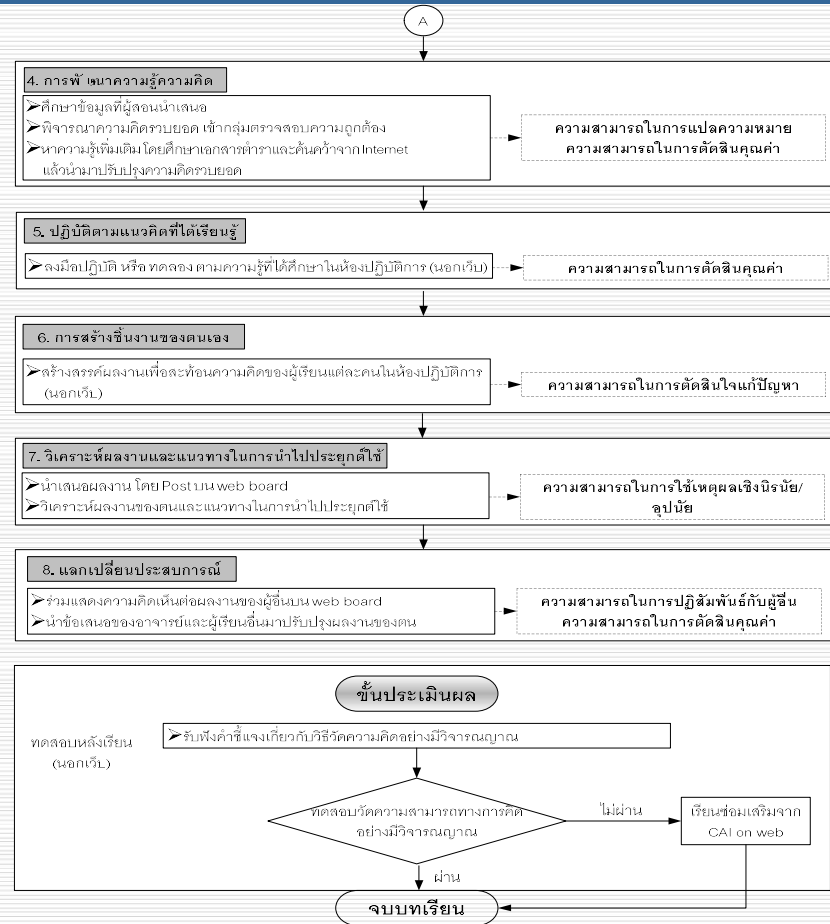 A
4. การพัฒนาความรู้ความคิด
➢ศึกษาข้อมูลที่ผู้สอนนำเสนอ
➢พิจารณาความคิดรวบยอด เข้ากลุ่มตรวจสอบความถูกต้อง
➢หาความรู้เพิ่มเติม โดยศึกษาเอกสารตำราและค้นคว้าจาก Internet
แล้วนำมาปรับปรุงความคิดรวบยอด
ความสามารถในการแปลความหมาย
ความสามารถในการตัดสินคุณค่า
5. ปฏิบัติตามแนวคิดที่ได้เรียนรู้
➢ลงมือปฏิบัติ หรือ ทดลอง ตามความรู้ที่ได้ศึกษาในห้องปฏิบัติการ (นอกเว็บ)
ความสามารถในการตัดสินคุณค่า
6. การสร้างชิ้นงานของตนเอง
➢สร้างสรรค์ผลงานเพื่อสะท้อนความคิดของผู้เรียนแต่ละคนในห้องปฏิบัติการ
(นอกเว็บ)
ความสามารถในการตัดสินใจแก้ปัญหา
7. วิเคราะห์ผลงานและแนวทางในการนำไปประยุกต์ใช้
➢นำเสนอผลงาน โดย Post บน web board
➢วิเคราะห์ผลงานของตนและแนวทางในการนำไปประยุกต์ใช้
ความสามารถในการใช้เหตุผลเชิงนิรนัย/
อุปนัย
8. แลกเปลี่ยนประสบการณ์
➢ร่วมแสดงความคิดเห็นต่อผลงานของผู้อื่นบน web board
➢นำข้อเสนอของอาจารย์และผู้เรียนอื่นมาปรับปรุงผลงานของตน
ความสามารถในการปฏิสัมพันธ์กับผู้อื่น
ความสามารถในการตัดสินคุณค่า
ขั้นประเมินผล
ทดสอบหลังเรียน
(นอกเว็บ)
➢รับฟังคำชี้แจงเกี่ยวกับวิธีวัดความคิดอย่างมีวิจารณญาณ
ทดสอบวัดความสามารถทางการคิด
อย่างมีวิจารณญาณ
ไม่ผ่าน
เรียนซ่อมเสริมจาก
CAI on web
ผ่าน
จบบทเรียน